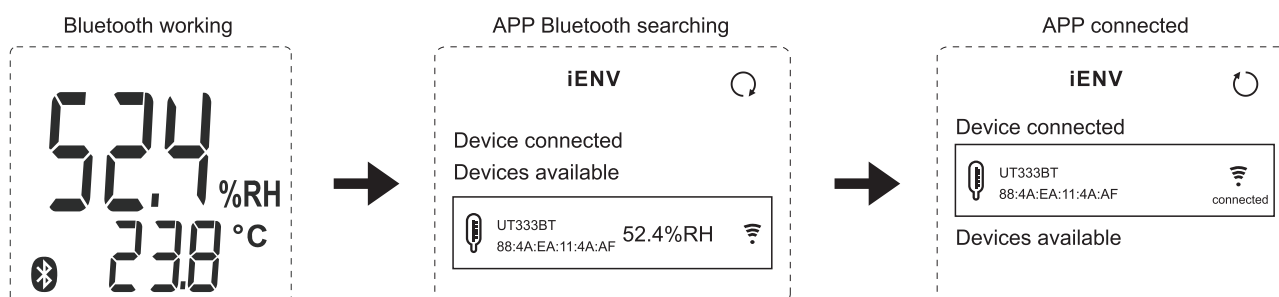 Bluetooth working
52.4 %RH
23.8 °C
APP Bluetooth searching
iENV
Device connected
Devices available
UT333BT
88:4A:EA:11:4A:AF 52.4%RH
APP connected
iENV
Device connected
UT333BT
88:4A:EA:11:4A:AF
connected
Devices available